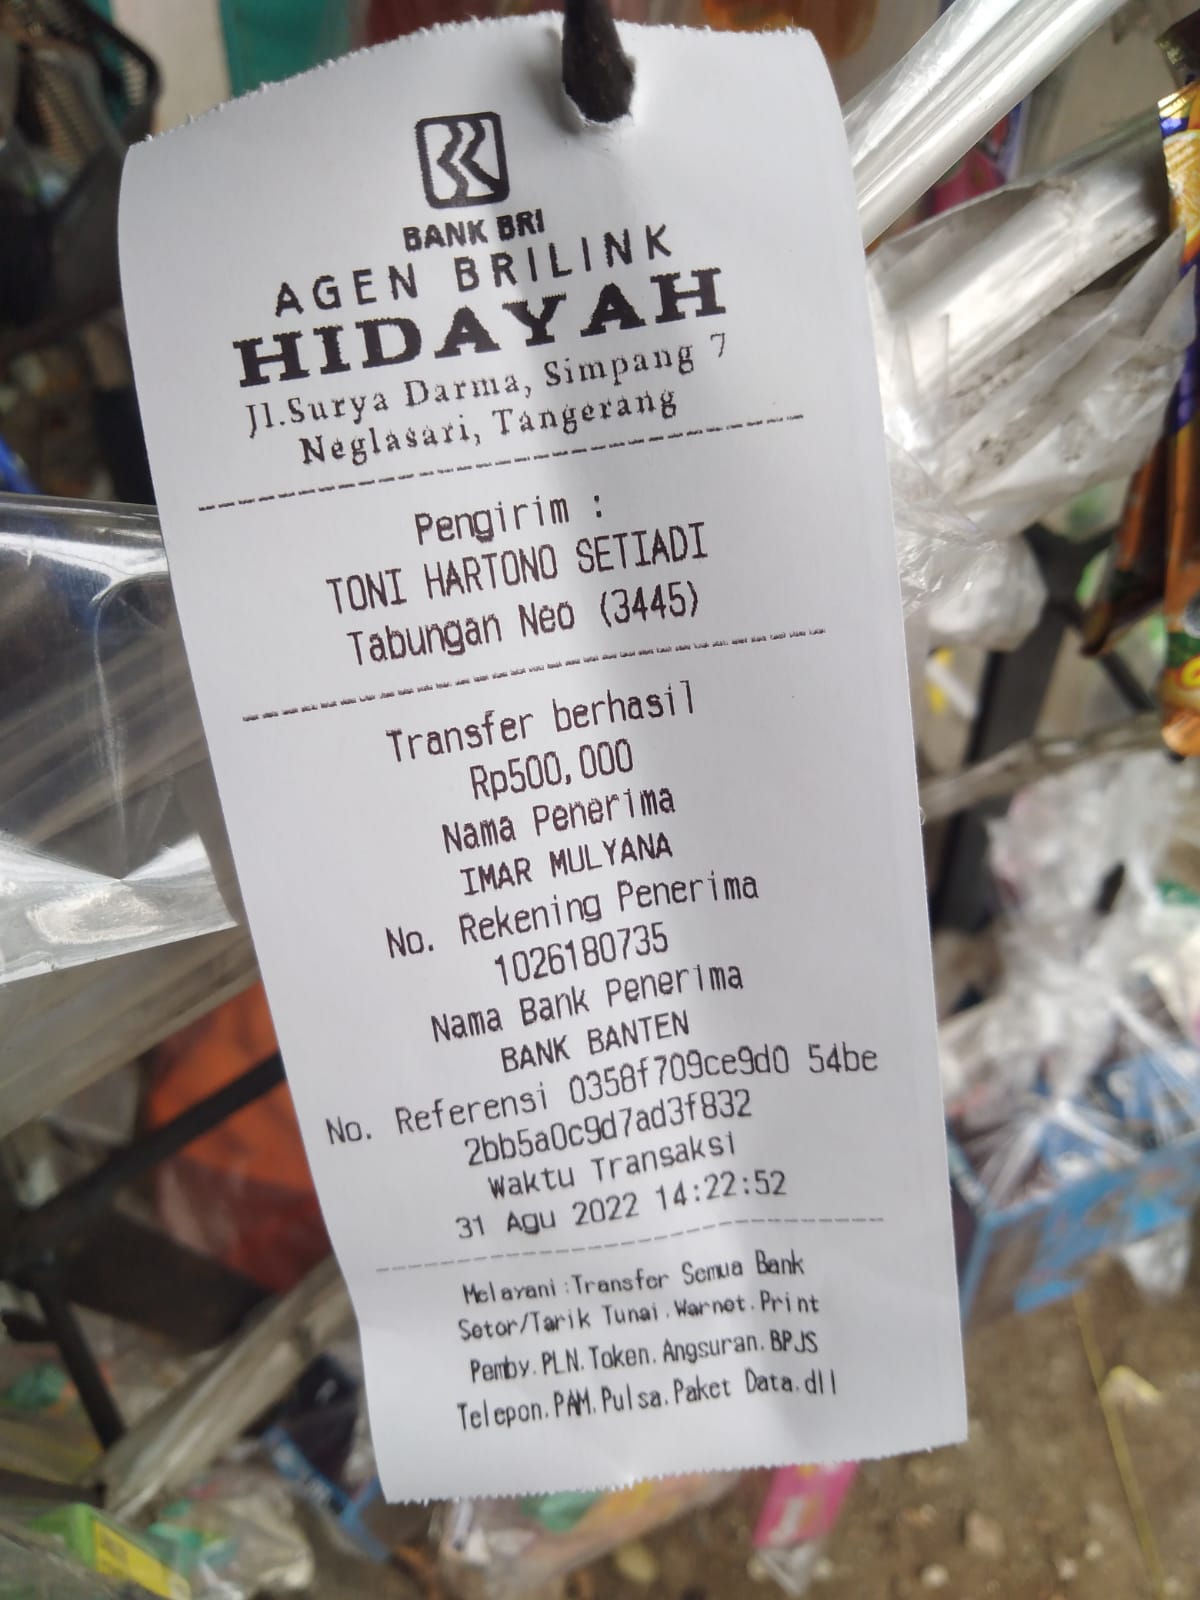 BANK BRI
AGEN BRILINK
HIDAYAH
Jl.Surya Darma, Simpang 7
Neglasari, Tangerang
Pengirim :
TONI HARTONO SETIADI
Tabungan Neo (3445)
Transfer berhasil
Rp500,000
Nama Penerima
IMAR MULYANA
No. Rekening Penerima
1026180735
Nama Bank Penerima
BANK BANTEN
No. Referensi 0358f709ce9d0 54be
2bb5a0c9d7ad3f832
Waktu Transaksi
31 Agu 2022 14:22:52
Melayani:Transfer Semua Bank
Setor/Tarik Tunai.Warnet.Print
Pemby.PLN.Token.Angsuran.BPJS
Telepon.PAM.Pulsa.Paket Data.dll